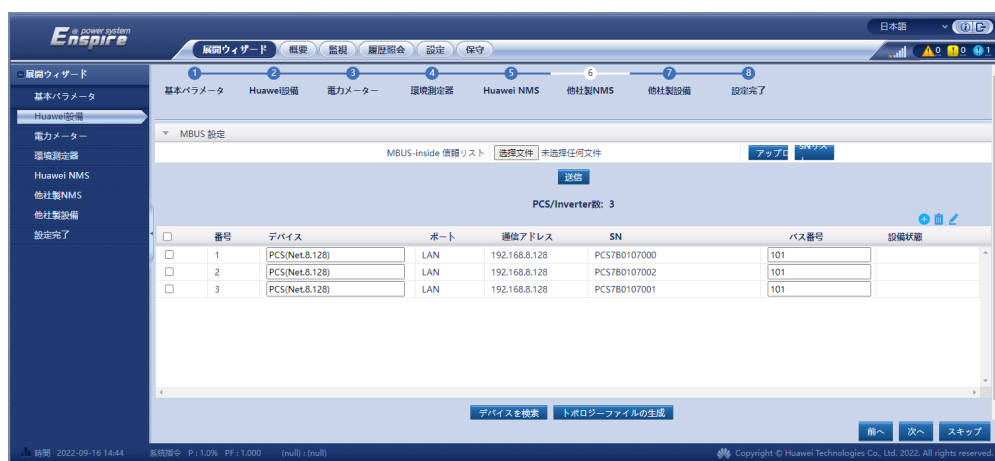 e power system
Enspire
日本語
展開ウィザード 概要 監視 履歴照会 設定 保守
0 0 1
展開ウィザード
基本パラメータ
Huawei設備
電力メーター
環境測定器
Huawei NMS
他社製NMS
他社製設備
設定完了
1 2 3 4 5 6 7 8
基本パラメータ Huawei設備 電力メーター 環境測定器 Huawei NMS 他社製NMS 他社製設備 設定完了
MBUS 設定
MBUS-inside 信頼リスト 选择文件 未选择任何文件 アップロ SNリスト
送信
PCS/Inverter数: 3
番号 デバイス ポート 通信アドレス SN バス番号 設備状態
1 PCS(Net.8.128) LAN 192.168.8.128 PCS7B0107000 101
2 PCS(Net.8.128) LAN 192.168.8.128 PCS7B0107002 101
3 PCS(Net.8.128) LAN 192.168.8.128 PCS7B0107001 101
デバイスを検索 トポロジーファイルの生成
前へ 次へ スキップ
時間 2022-09-16 14:44 系统指令 P : 1.0% PF : 1.000 (null) : (null) Copyright © Huawei Technologies Co., Ltd. 2022. All rights reserved.